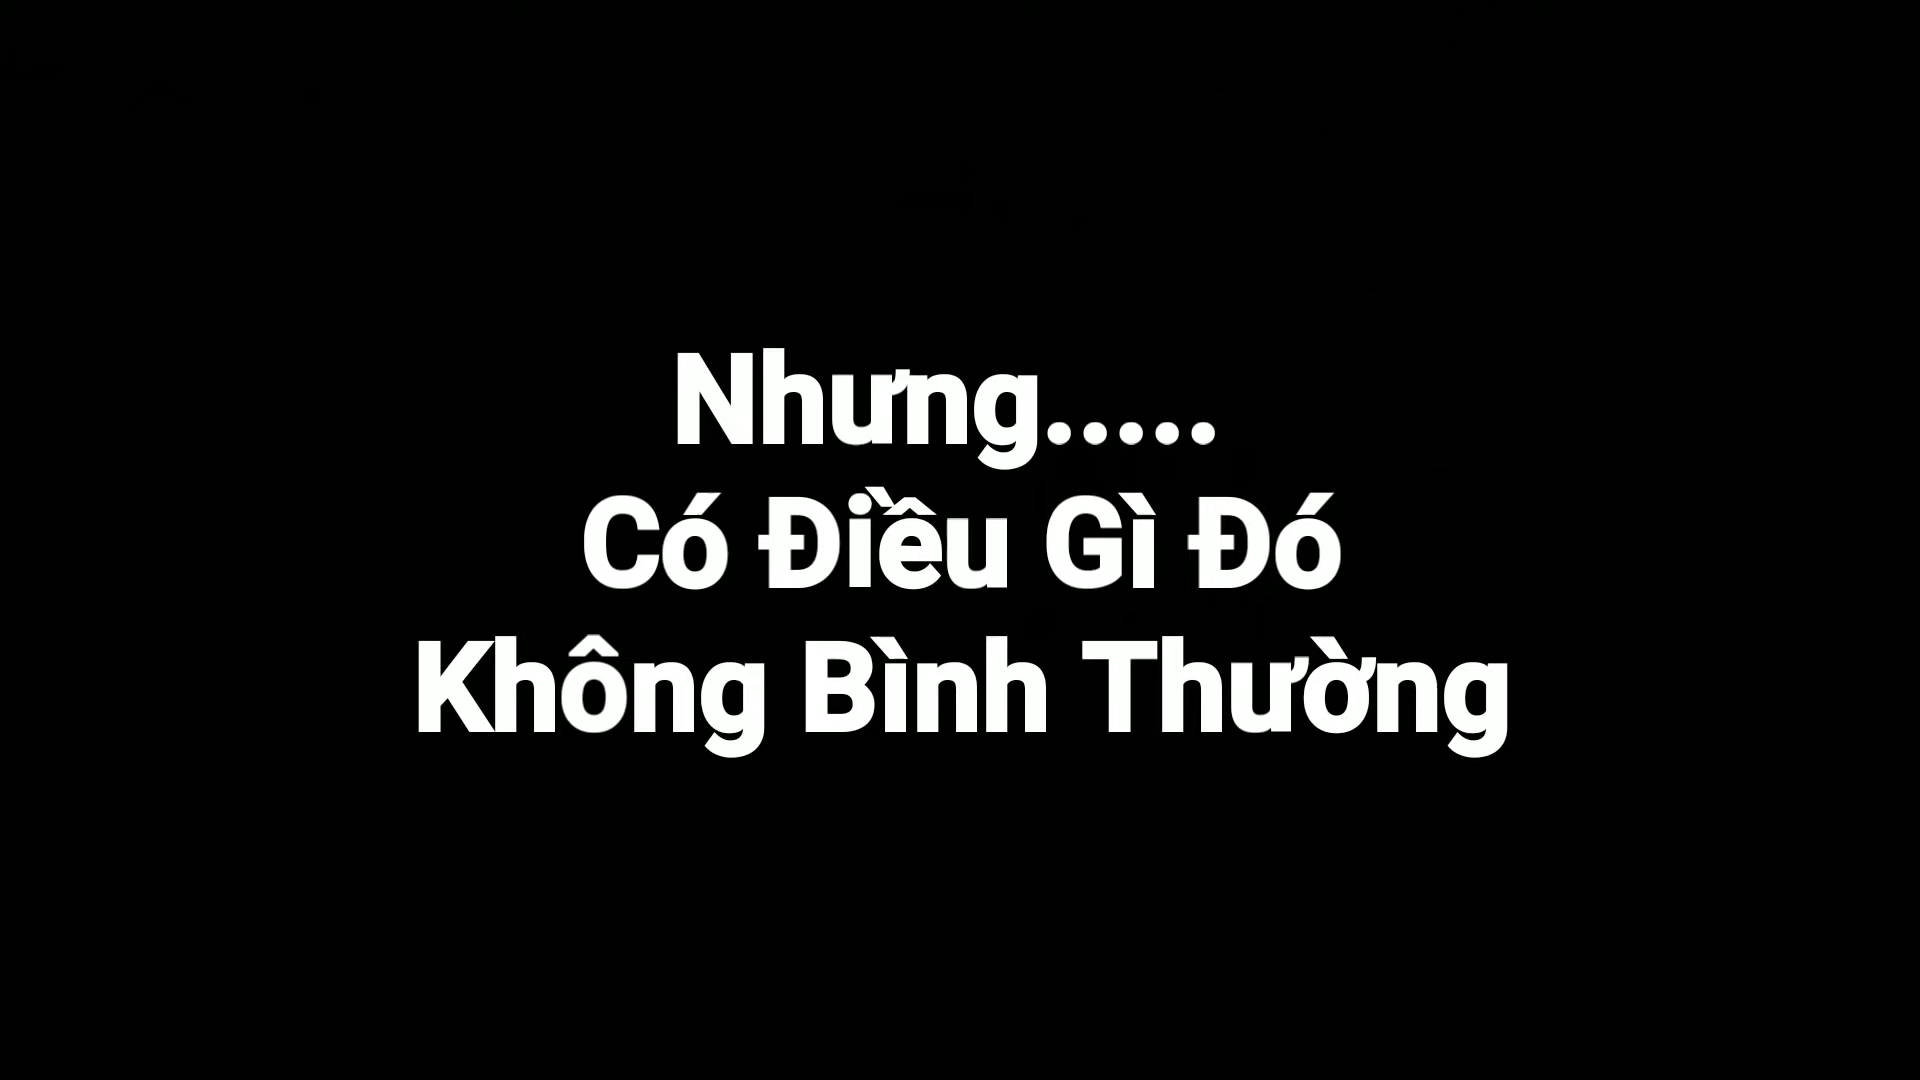 Nhưng.....
Có Điều Gì Đó
Không Bình Thường